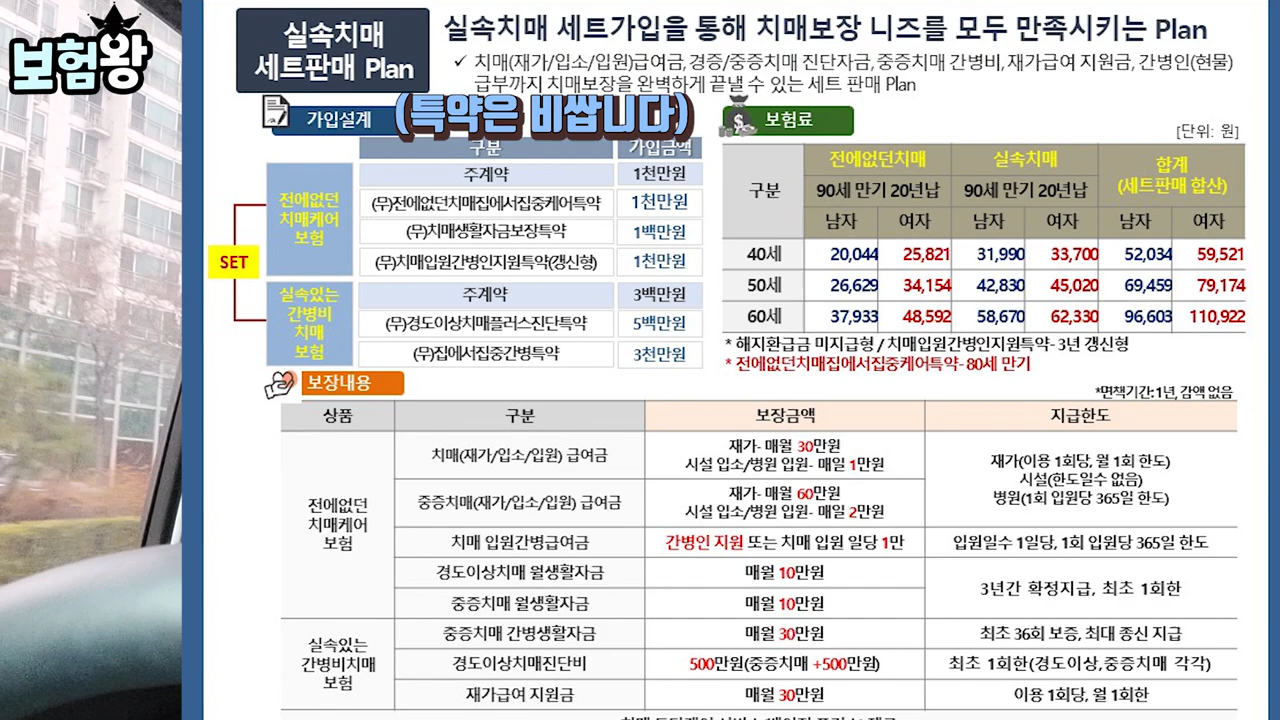 보험왕
실속치매
세트판매 Plan
실속치매 세트가입을 통해 치매보장 니즈를 모두 만족시키는 Plan
✓ 치매(재가/입소/입원)급여금, 경증/중증치매 진단자금, 중증치매 간병비, 재가급여 지원금, 간병인(현물)
급부까지 치매보장을 완벽하게 끝낼 수 있는 세트 판매 Plan
가입설계
(특약은 비쌉니다)
구분 가입금액
SET
전에없던
치매케어
보험
주계약 1천만원
(무)전에없던치매집에서집중케어특약 1천만원
(무)치매생활자금보장특약 1백만원
(무)치매입원간병인지원특약(갱신형) 1천만원
실속있는
간병비
치매
보험
주계약 3백만원
(무)경도이상치매플러스진단특약 5백만원
(무)집에서집중간병특약 3천만원
보험료
[단위: 원]
구분 전에없던치매 실속치매 합계
(세트판매 합산)
90세 만기 20년납 90세 만기 20년납
남자 여자 남자 여자 남자 여자
40세 20,044 25,821 31,990 33,700 52,034 59,521
50세 26,629 34,154 42,830 45,020 69,459 79,174
60세 37,933 48,592 58,670 62,330 96,603 110,922
* 해지환급금 미지급형 / 치매입원간병인지원특약- 3년 갱신형
* 전에없던치매집에서집중케어특약- 80세 만기
보장내용
*면책기간:1년, 감액 없음
상품 구분 보장금액 지급한도
전에없던
치매케어
보험
치매(재가/입소/입원) 급여금
재가- 매월 30만원
시설 입소/병원 입원- 매일 1만원
재가(이용 1회당, 월 1회 한도)
시설(한도일수 없음)
병원(1회 입원당 365일 한도)
중증치매(재가/입소/입원) 급여금
재가- 매월 60만원
시설 입소/병원 입원- 매일 2만원
치매 입원간병급여금 간병인 지원 또는 치매 입원 일당 1만 입원일수 1일당, 1회 입원당 365일 한도
경도이상치매 월생활자금 매월 10만원
3년간 확정지급, 최초 1회한
중증치매 월생활자금 매월 10만원
실속있는
간병비치매
보험
중증치매 간병생활자금 매월 30만원 최초 36회 보증, 최대 종신 지급
경도이상치매진단비 500만원(중증치매 +500만원) 최초 1회한(경도이상,중증치매 각각)
재가급여 지원금 매월 30만원 이용 1회당, 월 1회한